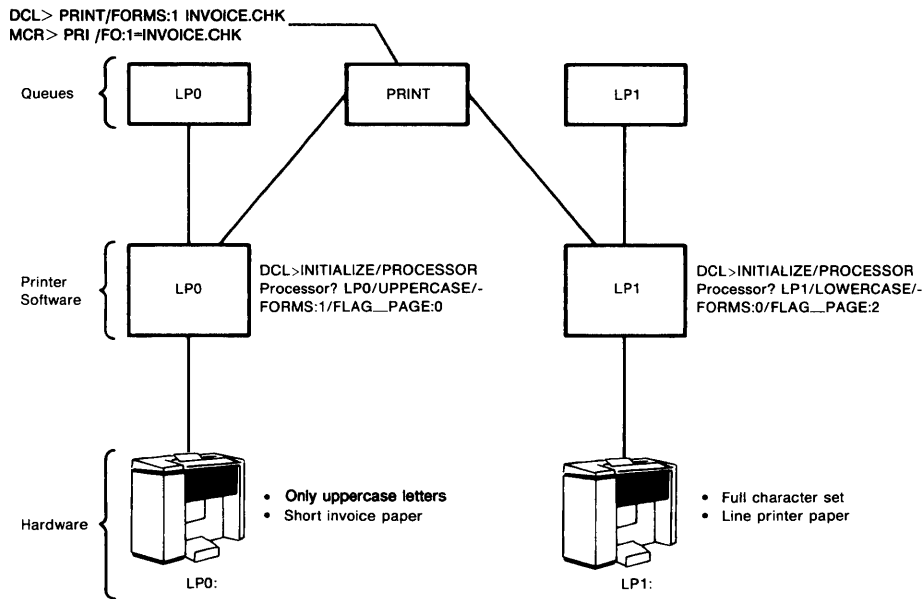 DCL> PRINT/FORMS:1 INVOICE.CHK
MCR> PRI /FO:1=INVOICE.CHK
Queues
LP0
PRINT
LP1
Printer
Software
LP0
DCL>INITIALIZE/PROCESSOR
Processor? LP0/UPPERCASE/-
FORMS:1/FLAG__PAGE:0
LP1
DCL>INITIALIZE/PROCESSOR
Processor? LP1/LOWERCASE/-
FORMS:0/FLAG__PAGE:2
Hardware
• Only uppercase letters
• Short invoice paper
LP0:
• Full character set
• Line printer paper
LP1: